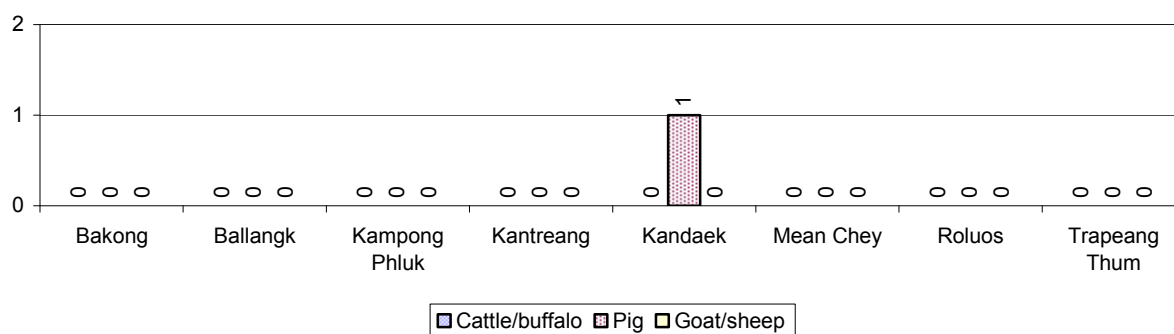 2
1
0
0 0 0 0 0 0 0 0 0 0 0 0 0 1 0 0 0 0 0 0 0 0 0 0
Bakong Ballangk Kampong Phluk Kantreang Kandaek Mean Chey Roluos Trapeang Thum
Cattle/buffalo Pig Goat/sheep